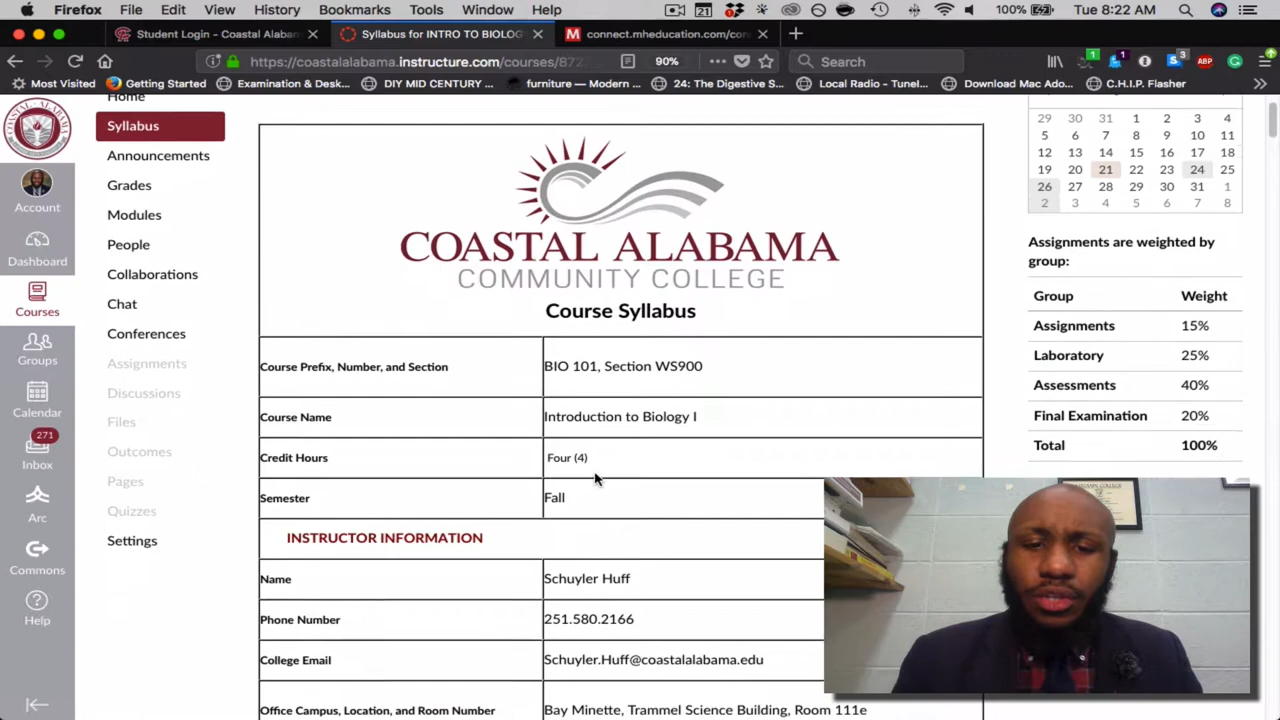 Firefox File Edit View History Bookmarks Tools Window Help 21 100% Tue 8:22 AM
Student Login – Coastal Alabam × Syllabus for INTRO TO BIOLOG × M connect.mheducation.com/con × +
https://coastalalabama.instructure.com/courses/872 90% Search 1 1 3 ABP
Most Visited Getting Started Examination & Desk... DIY MID CENTURY ... furniture — Modern ... 24: The Digestive S... Local Radio - Tunel... Download Mac Ado... C.H.I.P. Flasher
Account
Dashboard
Courses
Groups
Calendar
271
Inbox
Arc
Commons
Help
Home
Syllabus
Announcements
Grades
Modules
People
Collaborations
Chat
Conferences
Assignments
Discussions
Files
Outcomes
Pages
Quizzes
Settings
COASTAL ALABAMA
COMMUNITY COLLEGE
Course Syllabus
Course Prefix, Number, and Section BIO 101, Section WS900
Course Name Introduction to Biology I
Credit Hours Four (4)
Semester Fall
INSTRUCTOR INFORMATION
Name Schuyler Huff
Phone Number 251.580.2166
College Email Schuyler.Huff@coastalalabama.edu
Office Campus, Location, and Room Number Bay Minette, Trammel Science Building, Room 111e
29 30 31 1 2 3 4
5 6 7 8 9 10 11
12 13 14 15 16 17 18
19 20 21 22 23 24 25
26 27 28 29 30 31 1
2 3 4 5 6 7 8
Assignments are weighted by
group:
Group Weight
Assignments 15%
Laboratory 25%
Assessments 40%
Final Examination 20%
Total 100%